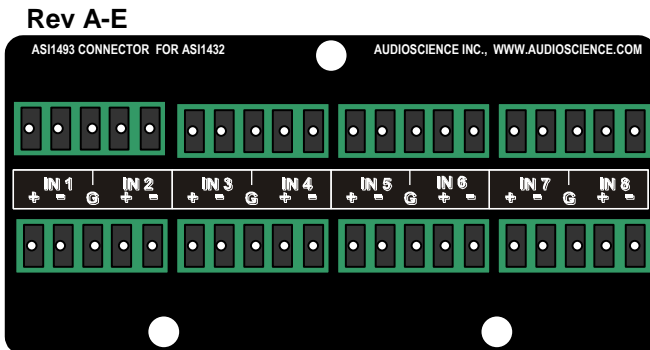 Rev A-E
ASI1493 CONNECTOR FOR ASI1432 AUDIOSCIENCE INC., WWW.AUDIOSCIENCE.COM
IN 1 IN 2 IN 3 IN 4 IN 5 IN 6 IN 7 IN 8
+ - G + - + - G + - + - G + - + - G + -